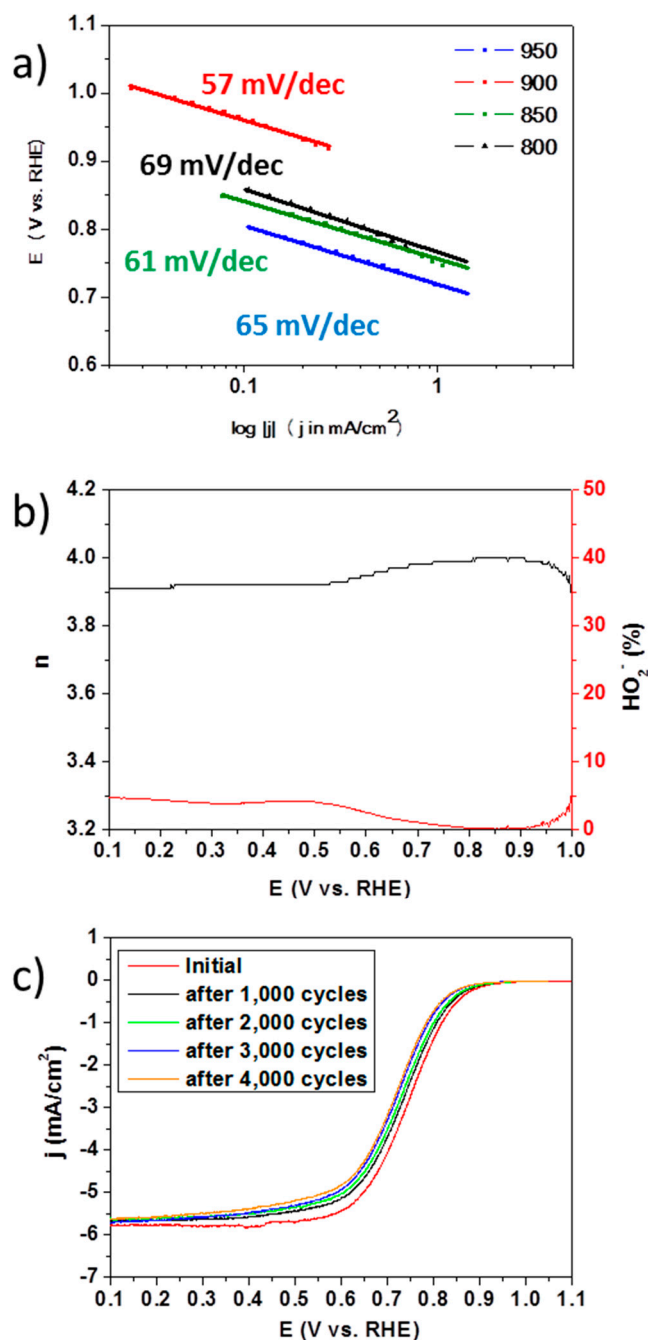 a)
1.1
1.0
0.9
0.8
0.7
0.6
E (V vs. RHE)
57 mV/dec
69 mV/dec
61 mV/dec
65 mV/dec
950
900
850
800
0.1
1
log |j| ( j in mA/cm²)
b)
4.2
4.0
3.8
3.6
3.4
3.2
n
50
40
30
20
10
0
HO₂⁻ (%)
0.1 0.2 0.3 0.4 0.5 0.6 0.7 0.8 0.9 1.0
E (V vs. RHE)
c)
1
0
-1
-2
-3
-4
-5
-6
-7
j (mA/cm²)
Initial
after 1,000 cycles
after 2,000 cycles
after 3,000 cycles
after 4,000 cycles
0.1 0.2 0.3 0.4 0.5 0.6 0.7 0.8 0.9 1.0 1.1
E (V vs. RHE)